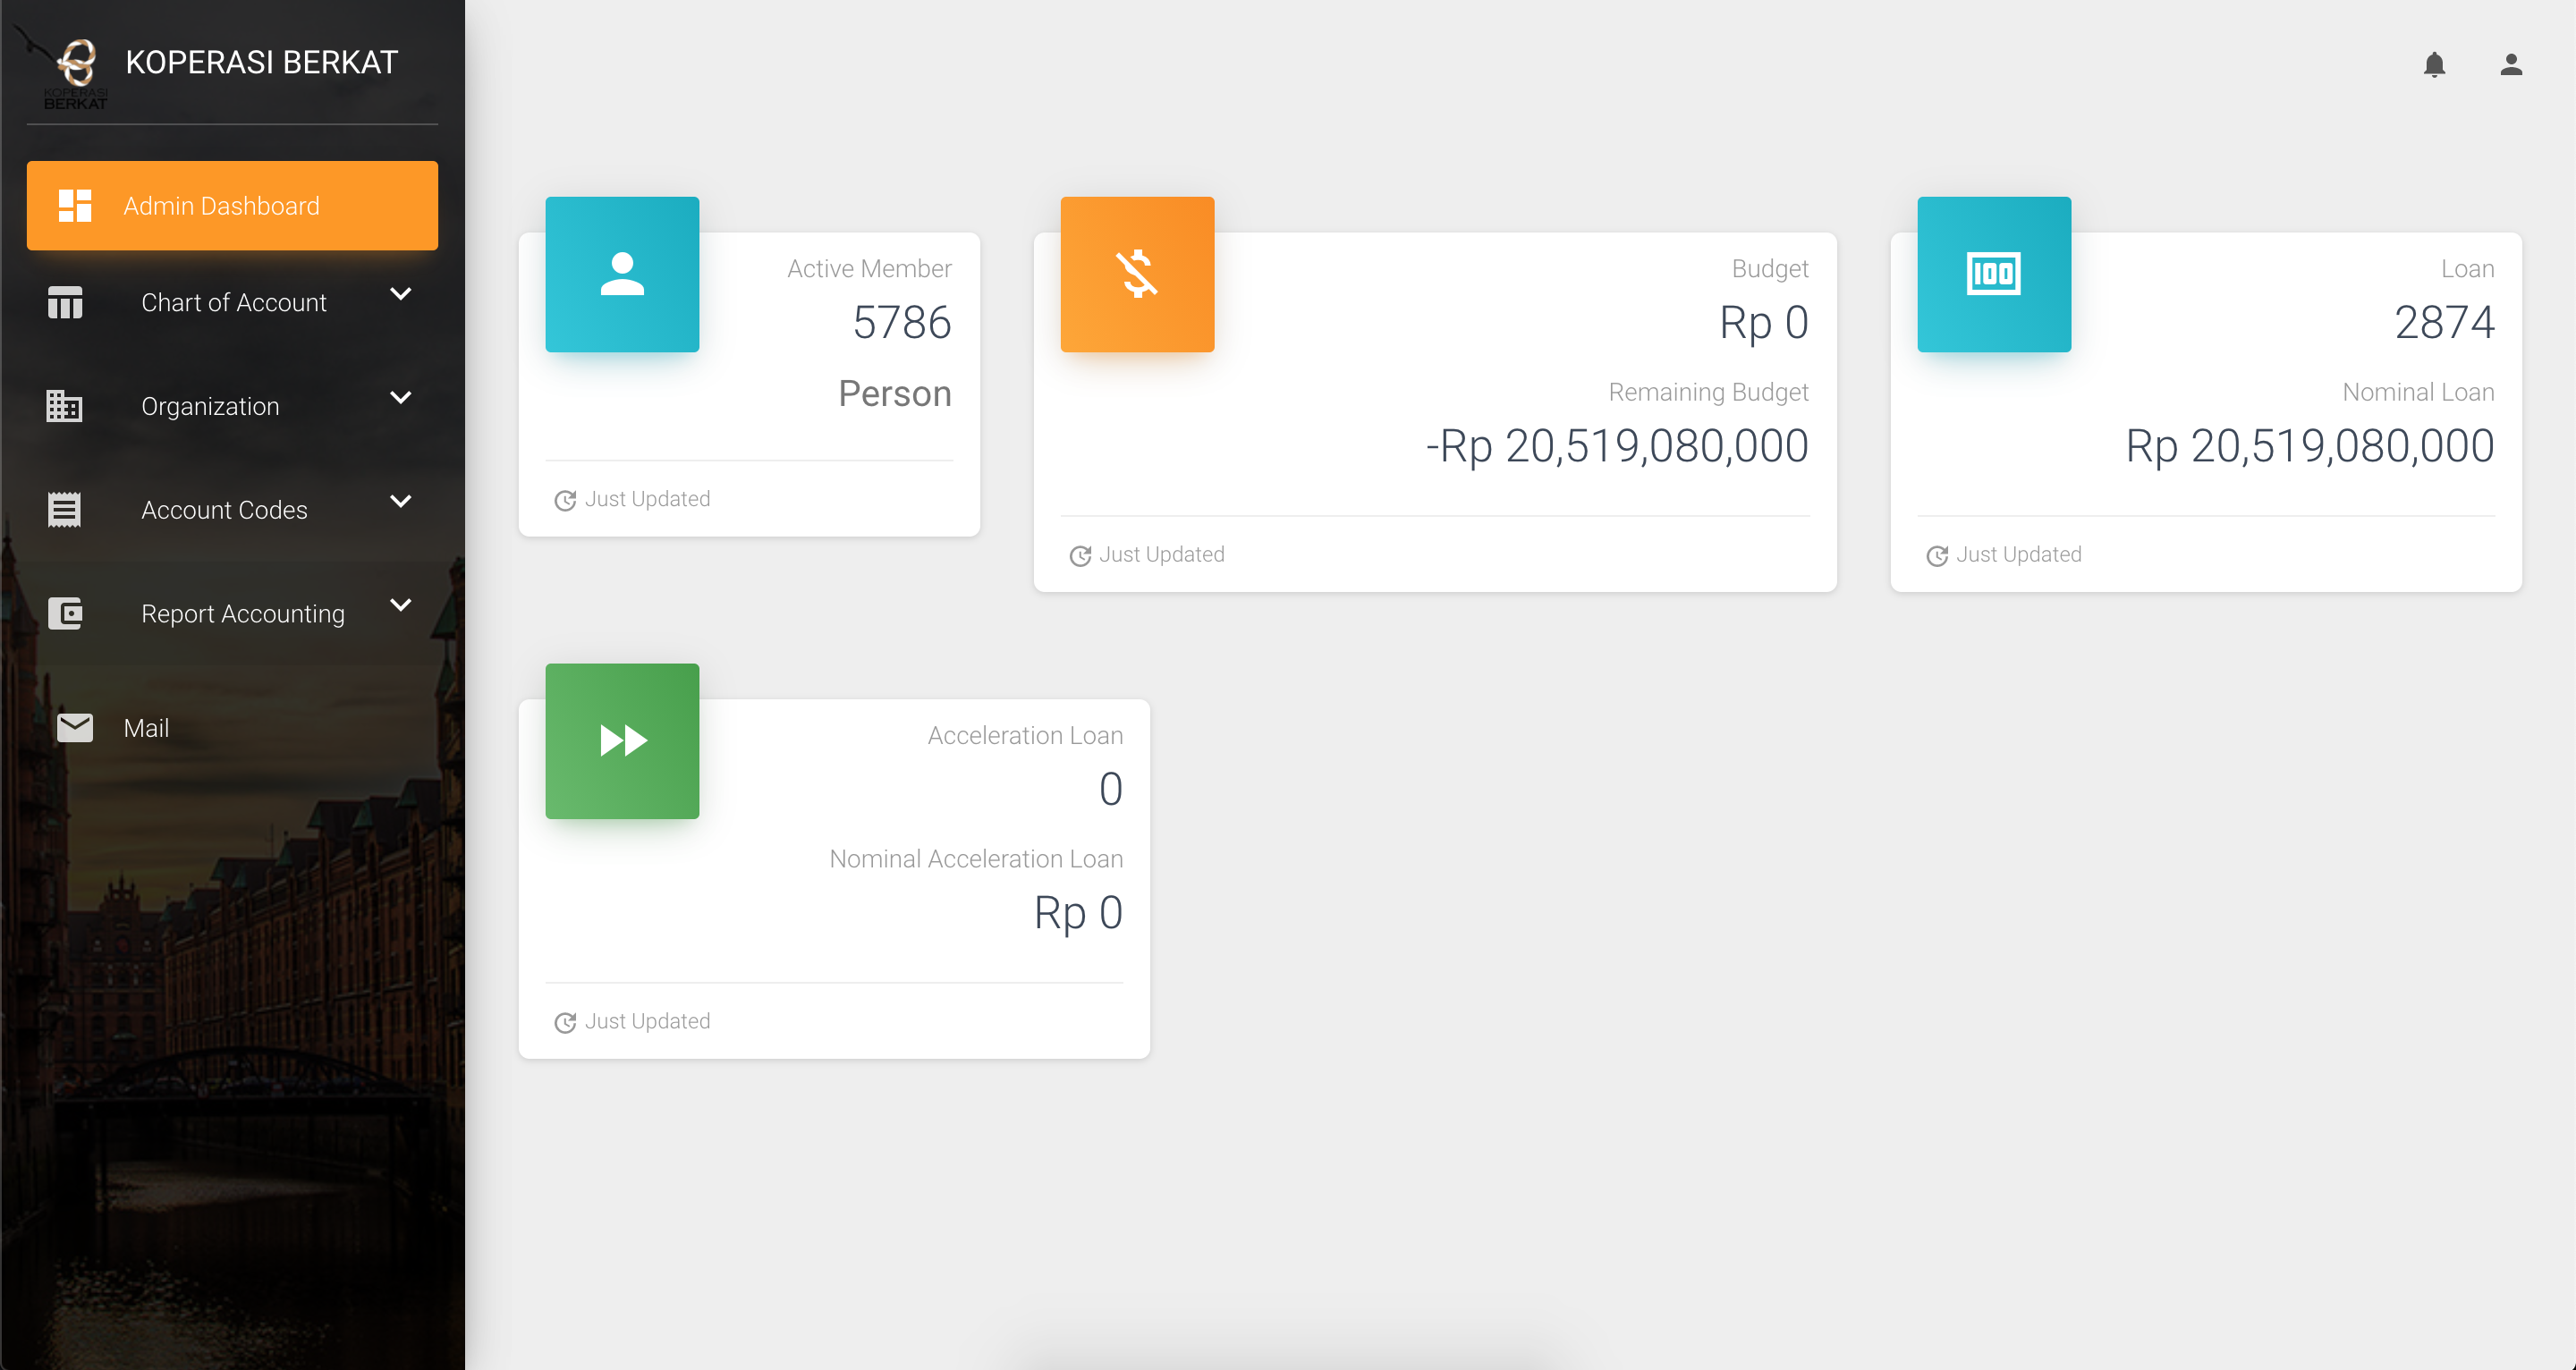 KOPERASI BERKAT
KOPERASI
BERKAT
Admin Dashboard
Chart of Account
Organization
Account Codes
Report Accounting
Mail
Active Member
5786
Person
Just Updated
Budget
Rp 0
Remaining Budget
-Rp 20,519,080,000
Just Updated
100
Loan
2874
Nominal Loan
Rp 20,519,080,000
Just Updated
Acceleration Loan
0
Nominal Acceleration Loan
Rp 0
Just Updated